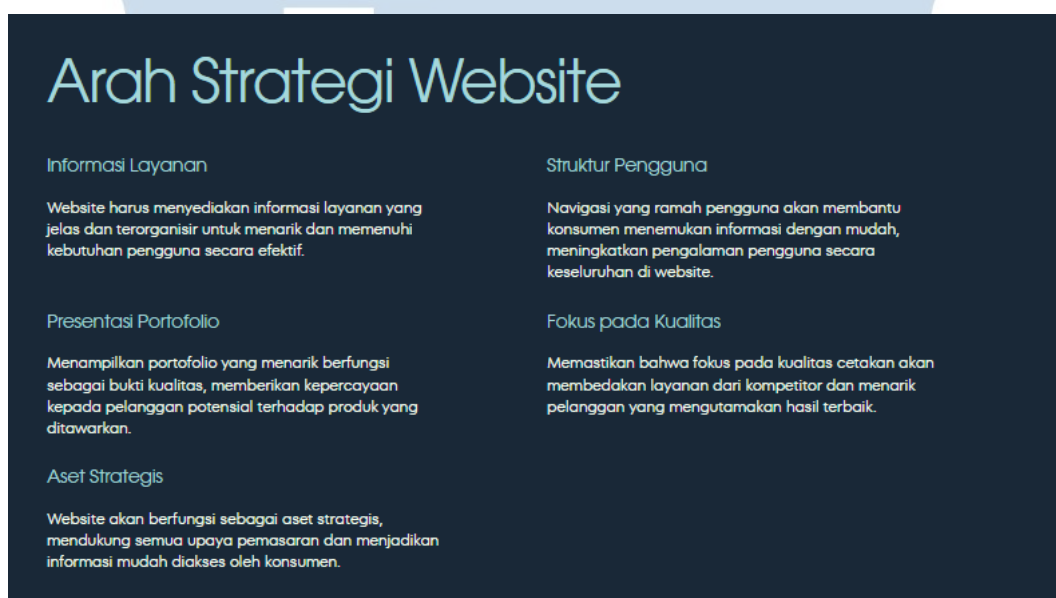 Arah Strategi Website
Informasi Layanan
Website harus menyediakan informasi layanan yang
jelas dan terorganisir untuk menarik dan memenuhi
kebutuhan pengguna secara efektif.
Struktur Pengguna
Navigasi yang ramah pengguna akan membantu
konsumen menemukan informasi dengan mudah,
meningkatkan pengalaman pengguna secara
keseluruhan di website.
Presentasi Portofolio
Menampilkan portofolio yang menarik berfungsi
sebagai bukti kualitas, memberikan kepercayaan
kepada pelanggan potensial terhadap produk yang
ditawarkan.
Fokus pada Kualitas
Memastikan bahwa fokus pada kualitas cetakan akan
membedakan layanan dari kompetitor dan menarik
pelanggan yang mengutamakan hasil terbaik.
Aset Strategis
Website akan berfungsi sebagai aset strategis,
mendukung semua upaya pemasaran dan menjadikan
informasi mudah diakses oleh konsumen.